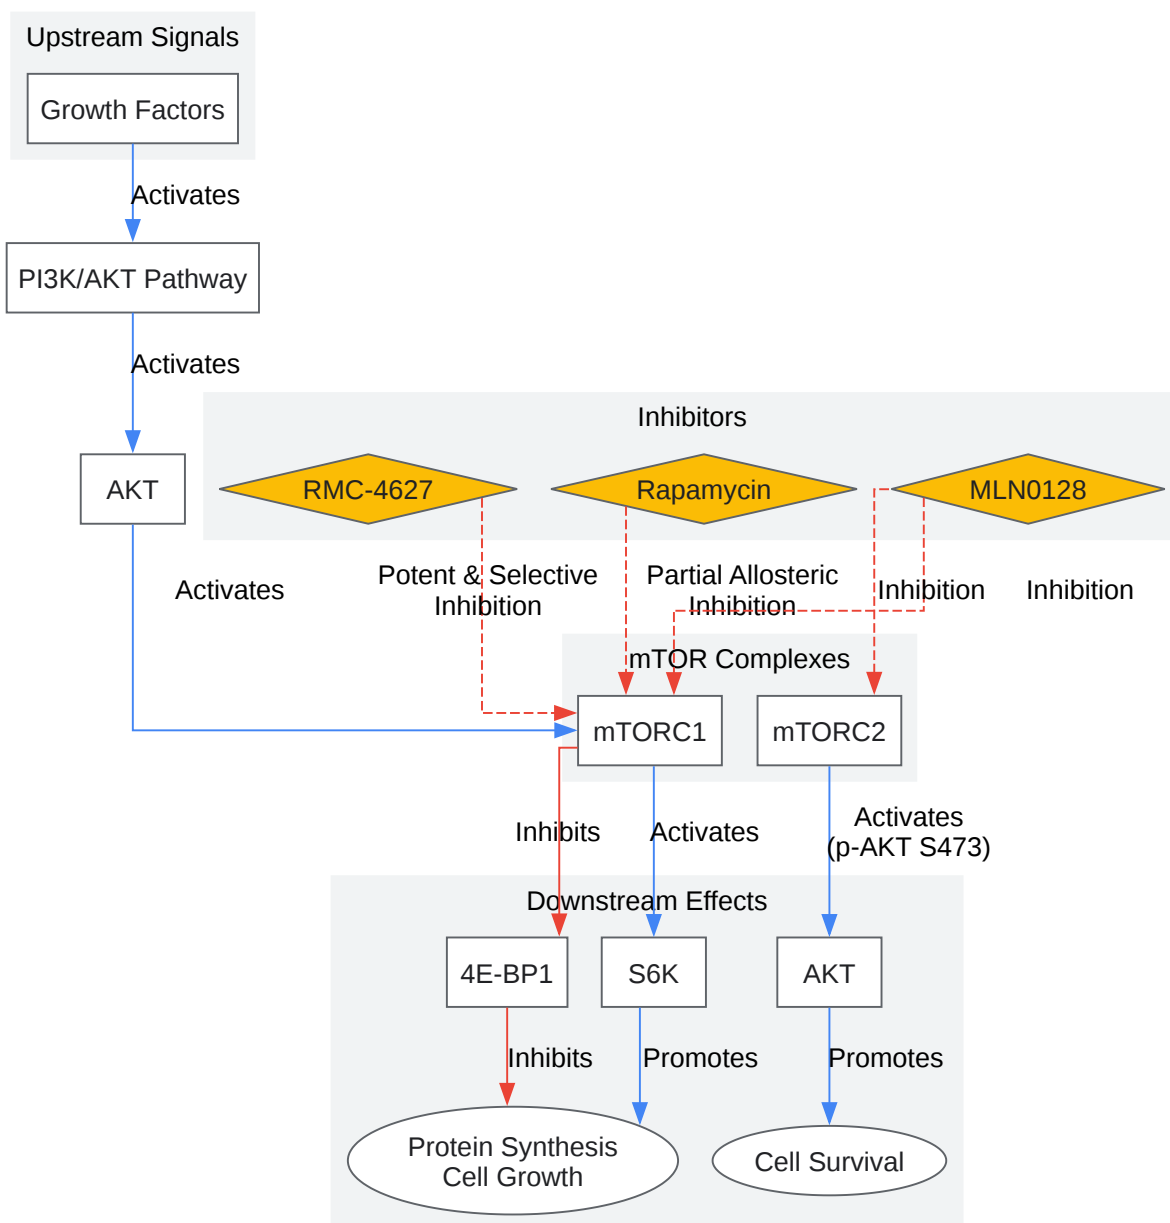 Upstream Signals
Growth Factors
Activates
PI3K/AKT Pathway
Activates
Inhibitors
AKT
RMC-4627
Rapamycin
MLN0128
Activates
Potent & Selective
Inhibition
Partial Allosteric
Inhibition
Inhibition
Inhibition
mTOR Complexes
mTORC1
mTORC2
Inhibits
Activates
Activates
(p-AKT S473)
Downstream Effects
4E-BP1
S6K
AKT
Inhibits
Promotes
Promotes
Protein Synthesis
Cell Growth
Cell Survival